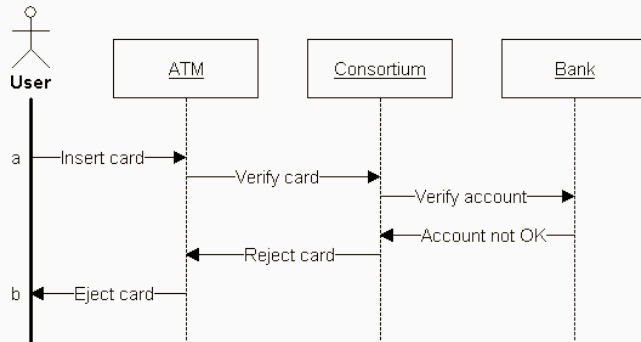 User
ATM
Consortium
Bank
a
Insert card
Verify card
Verify account
Account not OK
Reject card
b
Eject card